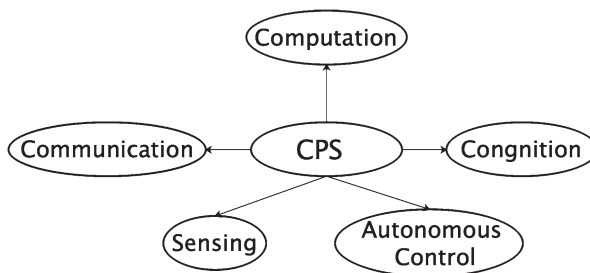 Computation
Communication
CPS
Congnition
Sensing
Autonomous
Control